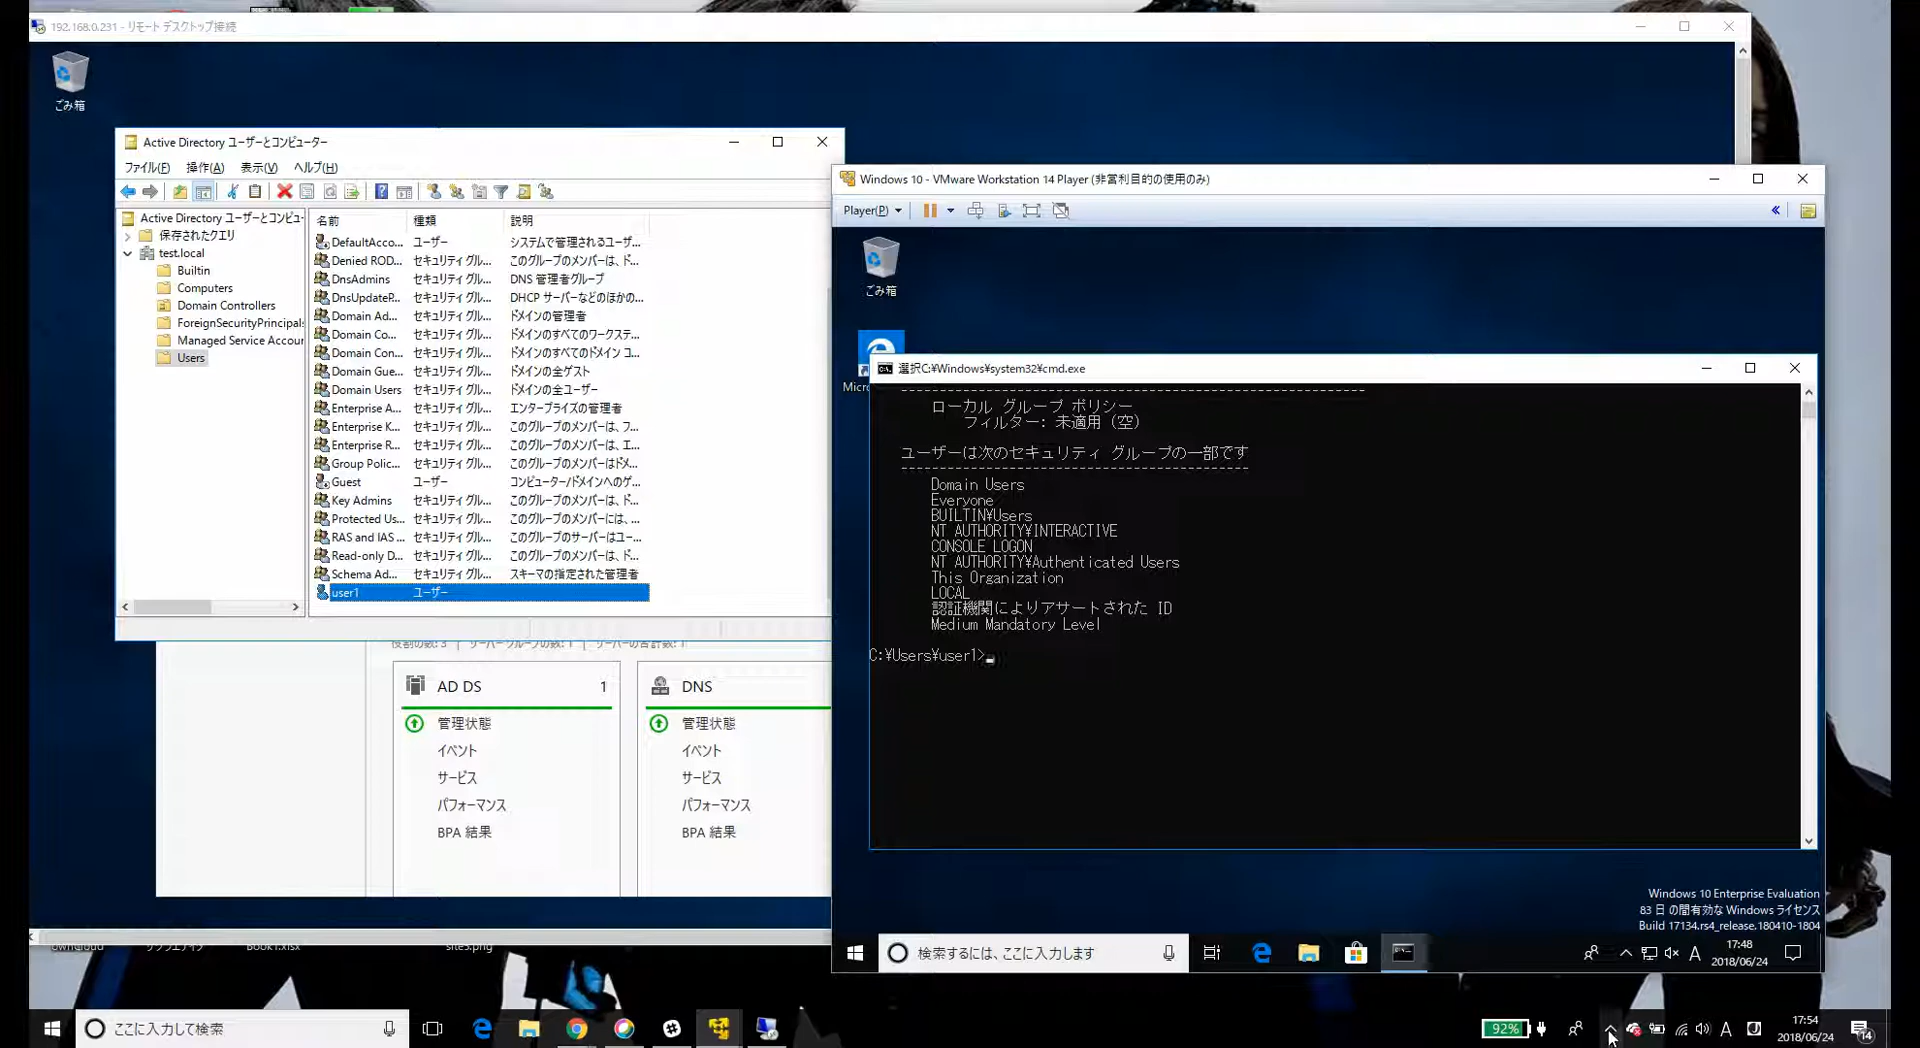 192.168.0.231 - リモート デスクトップ接続
ごみ箱
Active Directory ユーザーとコンピューター
ファイル(F) 操作(A) 表示(V) ヘルプ(H)
Active Directory ユーザーとコンピュ
保存されたクエリ
test.local
Builtin
Computers
Domain Controllers
ForeignSecurityPrincipals
Managed Service Accour
Users
名前 種類 説明
DefaultAcco... ユーザー システムで管理されるユーザ...
Denied ROD... セキュリティ グル... このグループのメンバーは、ド...
DnsAdmins セキュリティ グル... DNS 管理者グループ
DnsUpdateP... セキュリティ グル... DHCP サーバーなどのほかの...
Domain Ad... セキュリティ グル... ドメインの管理者
Domain Co... セキュリティ グル... ドメインのすべてのワークステ...
Domain Con... セキュリティ グル... ドメインのすべてのドメイン コ...
Domain Gue... セキュリティ グル... ドメインの全ゲスト
Domain Users セキュリティ グル... ドメインの全ユーザー
Enterprise A... セキュリティ グル... エンタープライズの管理者
Enterprise K... セキュリティ グル... このグループのメンバーは、フ...
Enterprise R... セキュリティ グル... このグループのメンバーは、エ...
Group Polic... セキュリティ グル... このグループのメンバーはドメ...
Guest ユーザー コンピューター/ドメインへのゲ...
Key Admins セキュリティ グル... このグループのメンバーは、ド...
Protected Us... セキュリティ グル... このグループのメンバーには、...
RAS and IAS ... セキュリティ グル... このグループのサーバーはユー...
Read-only D... セキュリティ グル... このグループのメンバーは、ド...
Schema Ad... セキュリティ グル... スキーマの指定された管理者
user1 ユーザー
役割の数: 3 | サーバー グループの数: 1 | サーバーの合計数: 1
AD DS 1
管理状態
イベント
サービス
パフォーマンス
BPA 結果
DNS
管理状態
イベント
サービス
パフォーマンス
BPA 結果
ownCloud Book1.xlsx site5.png
Windows 10 - VMware Workstation 14 Player (非営利目的の使用のみ)
Player(P)
ごみ箱
Micro
選択C:¥Windows¥system32¥cmd.exe
--------------------------------------------------------
ローカル グループ ポリシー
フィルター: 未適用 (空)
ユーザーは次のセキュリティ グループの一部です
---------------------------------------------
Domain Users
Everyone
BUILTIN¥Users
NT AUTHORITY¥INTERACTIVE
CONSOLE LOGON
NT AUTHORITY¥Authenticated Users
This Organization
LOCAL
認証機関によりアサートされた ID
Medium Mandatory Level
C:¥Users¥user1>
Windows 10 Enterprise Evaluation
83 日 の間有効な Windows ライセンス
Build 17134.rs4_release.180410-1804
検索するには、ここに入力します
A
17:48
2018/06/24
ここに入力して検索
92%
A
J
17:54
2018/06/24
14